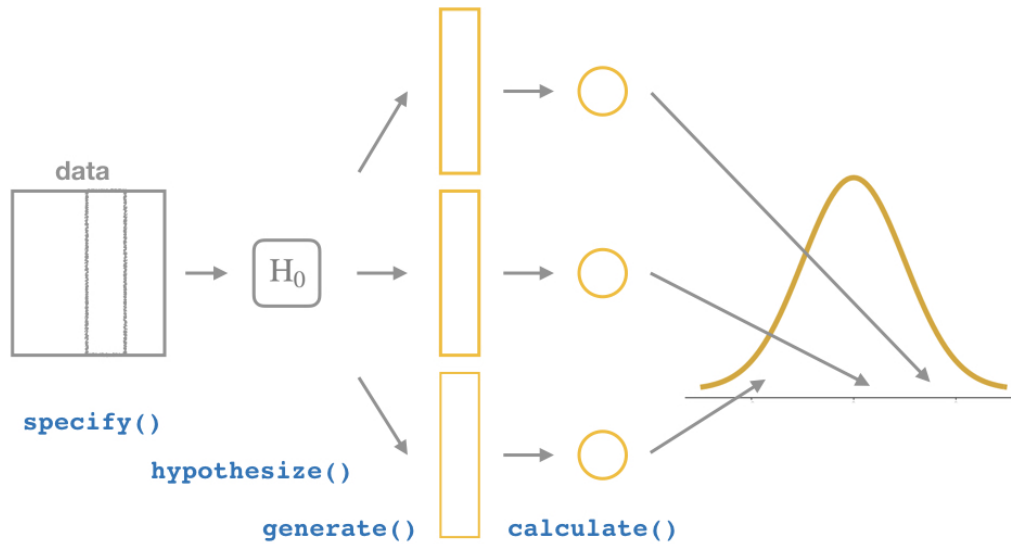 data
H0
specify()
hypothesize()
generate()
calculate()